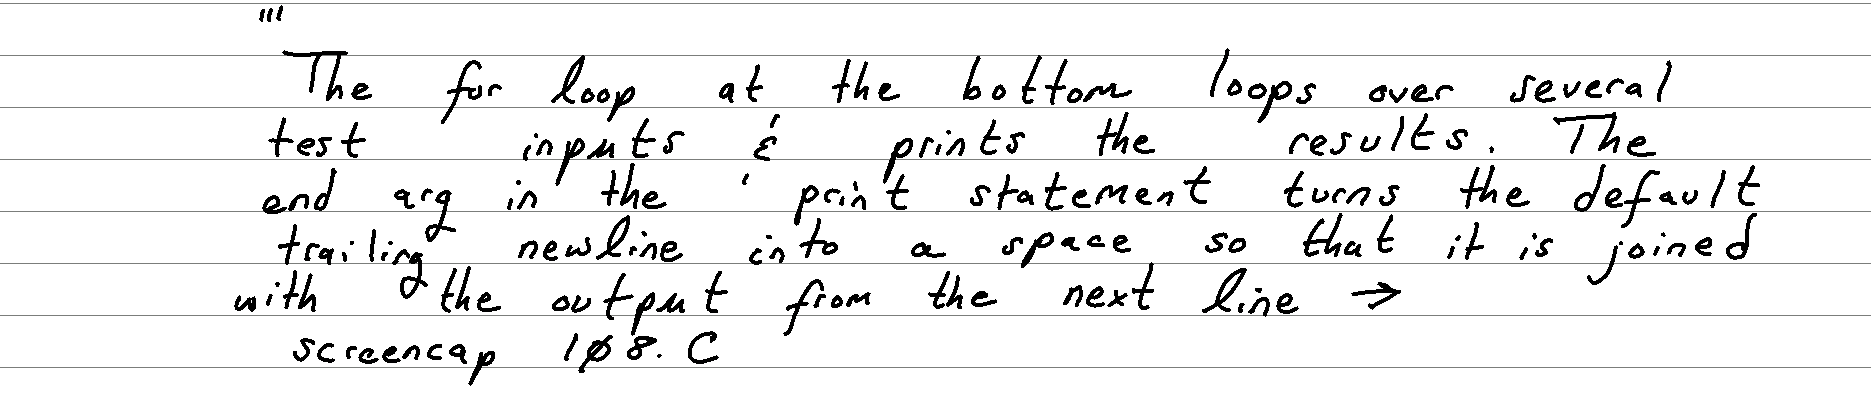 '''
The for loop at the bottom loops over several
test inputs & prints the results. The
end arg in the print statement turns the default
trailing newline into a space so that it is joined
with the output from the next line →
screencap 1ø8.C